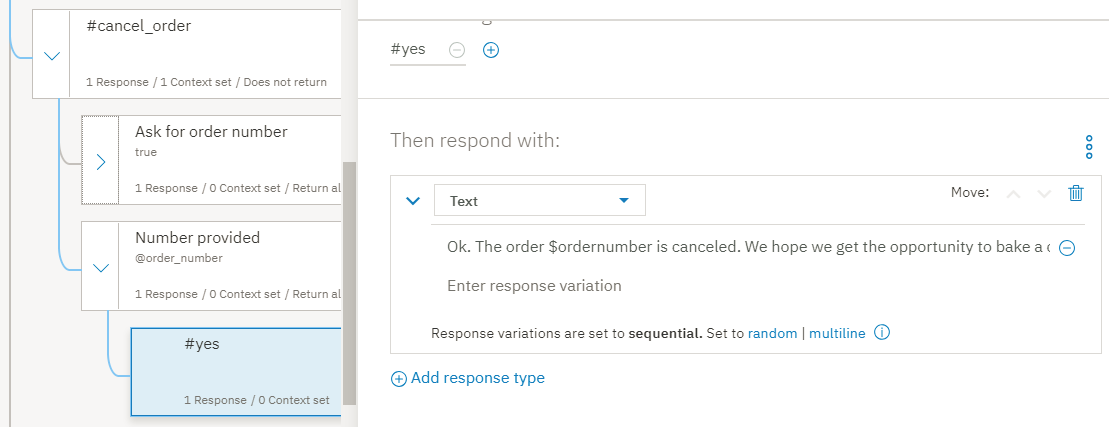 #cancel_order
1 Response / 1 Context set / Does not return
Ask for order number
true
1 Response / 0 Context set / Return al
Number provided
@order_number
1 Response / 0 Context set / Return al
#yes
1 Response / 0 Context set
#yes
Then respond with:
Text
Move:
Ok. The order $ordernumber is canceled. We hope we get the opportunity to bake a c
Enter response variation
Response variations are set to sequential. Set to random | multiline
Add response type